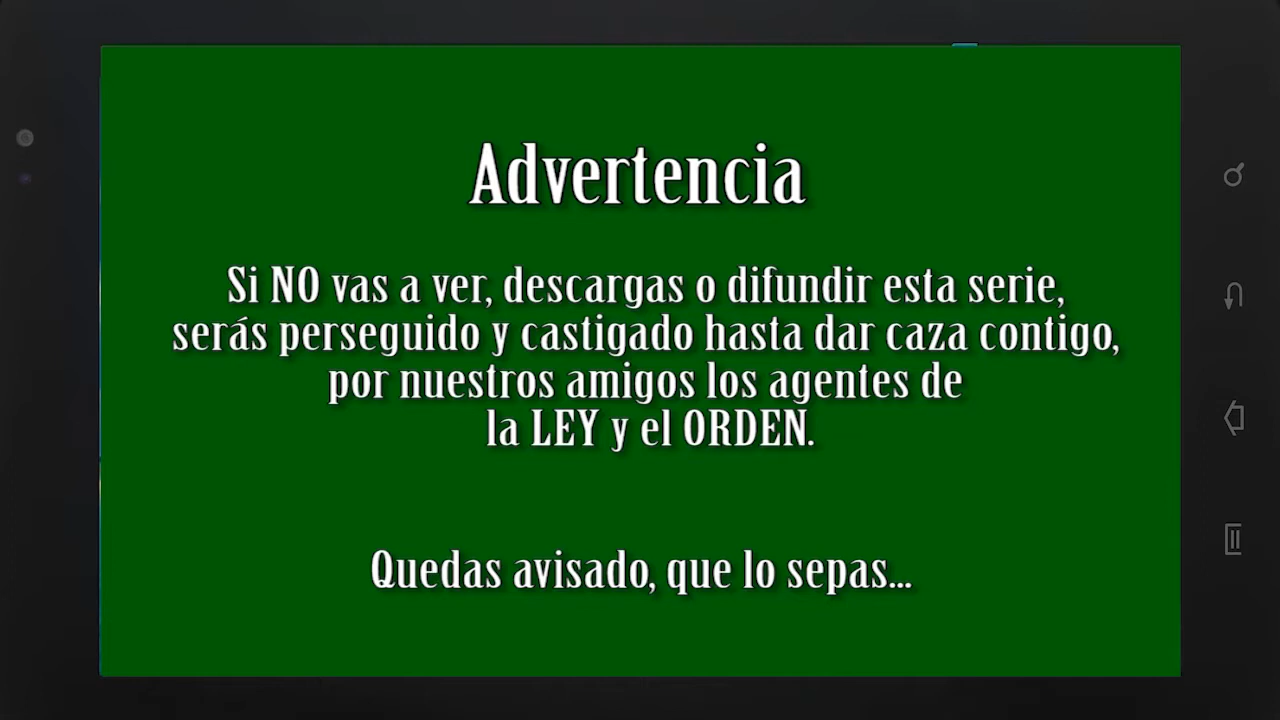 Advertencia
Si NO vas a ver, descargas o difundir esta serie,
serás perseguido y castigado hasta dar caza contigo,
por nuestros amigos los agentes de
la LEY y el ORDEN.
Quedas avisado, que lo sepas...